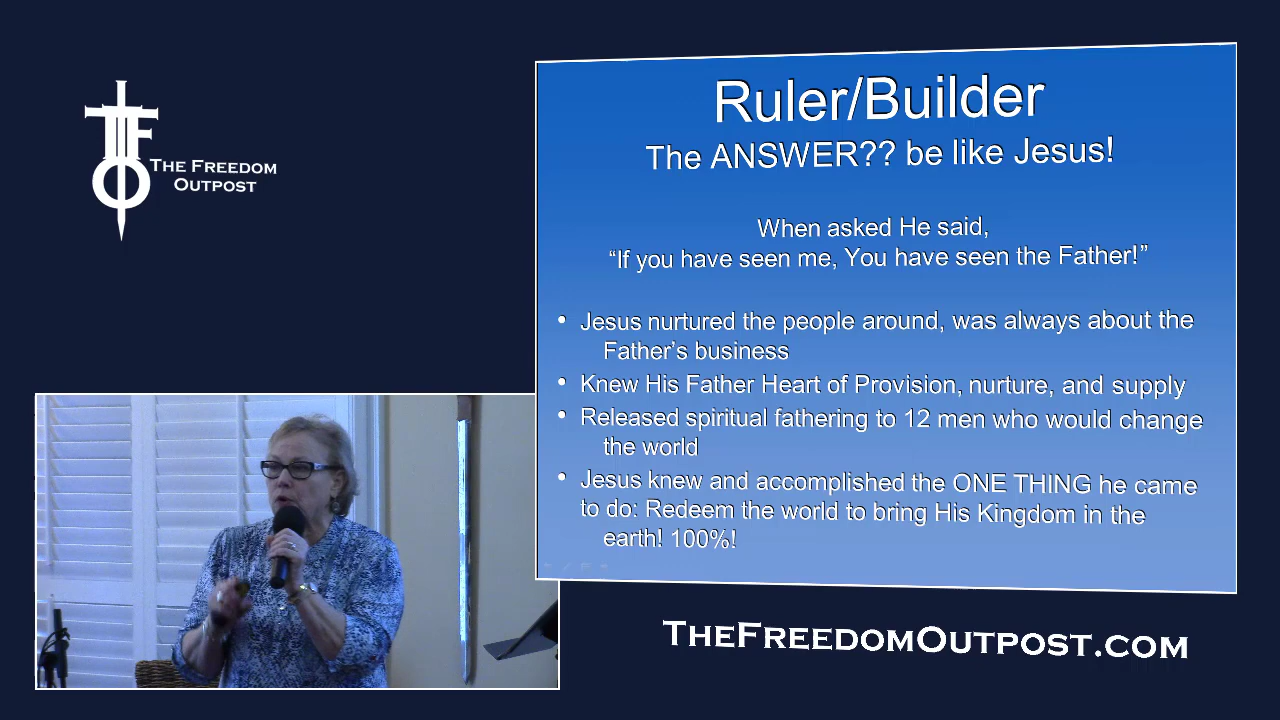 TFO
THE FREEDOM
OUTPOST
Ruler/Builder
The ANSWER?? be like Jesus!
When asked He said,
“If you have seen me, You have seen the Father!”
• Jesus nurtured the people around, was always about the
Father’s business
• Knew His Father Heart of Provision, nurture, and supply
• Released spiritual fathering to 12 men who would change
the world
• Jesus knew and accomplished the ONE THING he came
to do: Redeem the world to bring His Kingdom in the
earth! 100%!
THEFREEDOMOUTPOST.COM